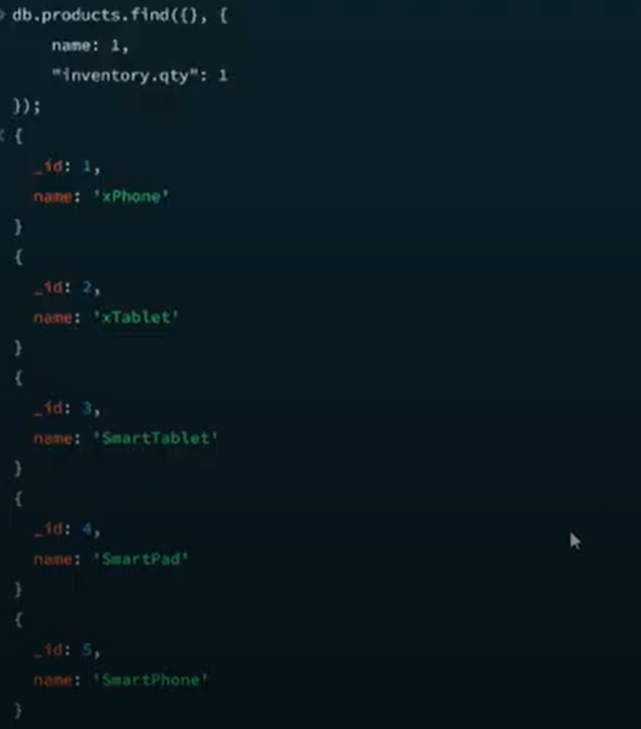 db.products.find({}, {
name: 1,
"inventory.qty": 1
});
{
_id: 1,
name: 'xPhone'
}
{
_id: 2,
name: 'xTablet'
}
{
_id: 3,
name: 'SmartTablet'
}
{
_id: 4,
name: 'SmartPad'
}
{
_id: 5,
name: 'SmartPhone'
}